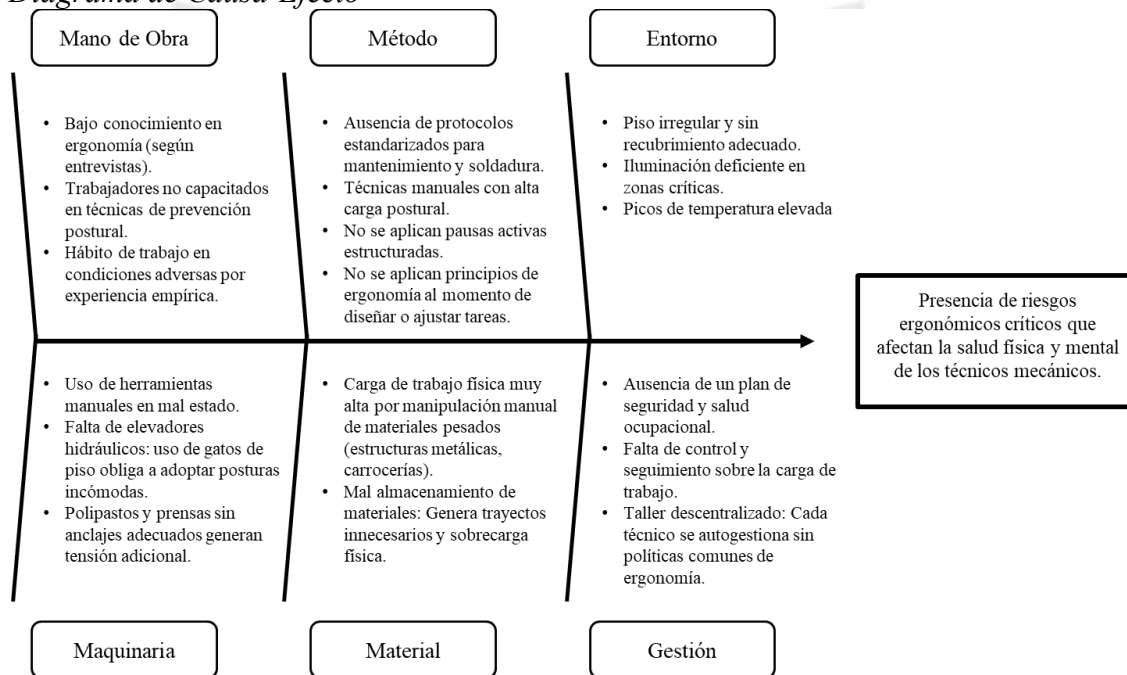 Diagrama de Causa-Efecto
Mano de Obra
Método
Entorno
• Bajo conocimiento en
ergonomía (según
entrevistas).
• Trabajadores no capacitados
en técnicas de prevención
postural.
• Hábito de trabajo en
condiciones adversas por
experiencia empírica.
• Ausencia de protocolos
estandarizados para
mantenimiento y soldadura.
• Técnicas manuales con alta
carga postural.
• No se aplican pausas activas
estructuradas.
• No se aplican principios de
ergonomía al momento de
diseñar o ajustar tareas.
• Piso irregular y sin
recubrimiento adecuado.
• Iluminación deficiente en
zonas críticas.
• Picos de temperatura elevada
Presencia de riesgos
ergonómicos críticos que
afectan la salud física y mental
de los técnicos mecánicos.
• Uso de herramientas
manuales en mal estado.
• Falta de elevadores
hidráulicos: uso de gatos de
piso obliga a adoptar posturas
incómodas.
• Polipastos y prensas sin
anclajes adecuados generan
tensión adicional.
• Carga de trabajo física muy
alta por manipulación manual
de materiales pesados
(estructuras metálicas,
carrocerías).
• Mal almacenamiento de
materiales: Genera trayectos
innecesarios y sobrecarga
física.
• Ausencia de un plan de
seguridad y salud
ocupacional.
• Falta de control y
seguimiento sobre la carga de
trabajo.
• Taller descentralizado: Cada
técnico se autogestiona sin
políticas comunes de
ergonomía.
Maquinaria
Material
Gestión